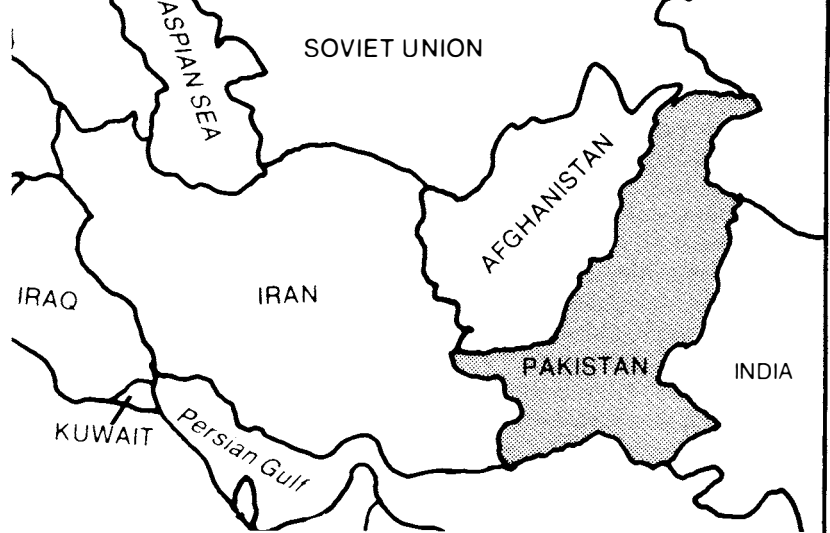 ASPIAN SEA
SOVIET UNION
AFGHANISTAN
IRAQ
IRAN
PAKISTAN
INDIA
KUWAIT
Persian Gulf